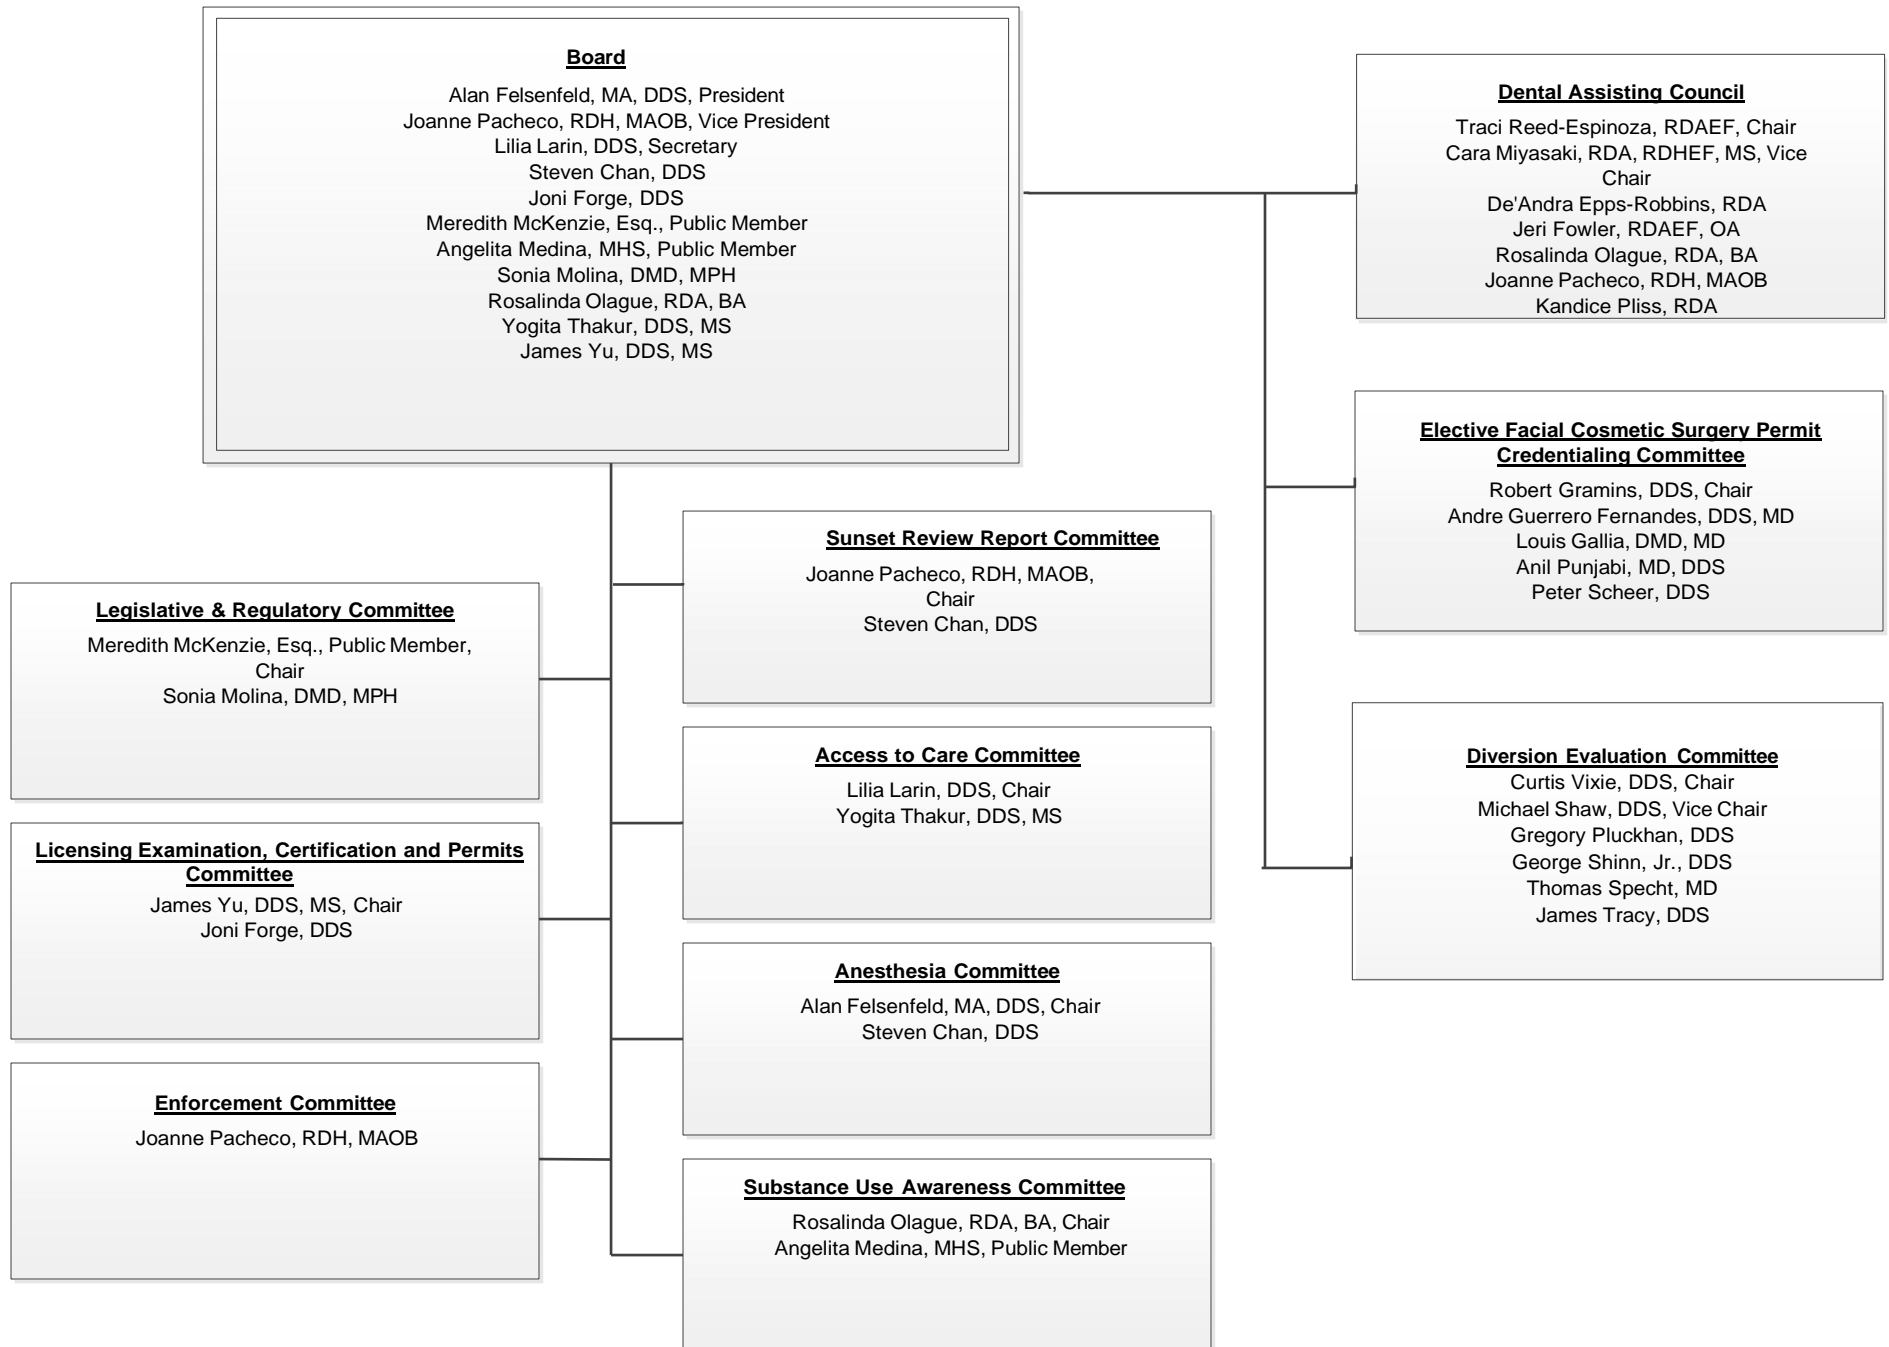 Board
Alan Felsenfeld, MA, DDS, President
Joanne Pacheco, RDH, MAOB, Vice President
Lilia Larin, DDS, Secretary
Steven Chan, DDS
Joni Forge, DDS
Meredith McKenzie, Esq., Public Member
Angelita Medina, MHS, Public Member
Sonia Molina, DMD, MPH
Rosalinda Olague, RDA, BA
Yogita Thakur, DDS, MS
James Yu, DDS, MS
Dental Assisting Council
Traci Reed-Espinoza, RDAEF, Chair
Cara Miyasaki, RDA, RDHEF, MS, Vice
Chair
De'Andra Epps-Robbins, RDA
Jeri Fowler, RDAEF, OA
Rosalinda Olague, RDA, BA
Joanne Pacheco, RDH, MAOB
Kandice Pliss, RDA
Elective Facial Cosmetic Surgery Permit
Credentialing Committee
Robert Gramins, DDS, Chair
Andre Guerrero Fernandes, DDS, MD
Louis Gallia, DMD, MD
Anil Punjabi, MD, DDS
Peter Scheer, DDS
Diversion Evaluation Committee
Curtis Vixie, DDS, Chair
Michael Shaw, DDS, Vice Chair
Gregory Pluckhan, DDS
George Shinn, Jr., DDS
Thomas Specht, MD
James Tracy, DDS
Legislative & Regulatory Committee
Meredith McKenzie, Esq., Public Member,
Chair
Sonia Molina, DMD, MPH
Licensing Examination, Certification and Permits
Committee
James Yu, DDS, MS, Chair
Joni Forge, DDS
Enforcement Committee
Joanne Pacheco, RDH, MAOB
Sunset Review Report Committee
Joanne Pacheco, RDH, MAOB,
Chair
Steven Chan, DDS
Access to Care Committee
Lilia Larin, DDS, Chair
Yogita Thakur, DDS, MS
Anesthesia Committee
Alan Felsenfeld, MA, DDS, Chair
Steven Chan, DDS
Substance Use Awareness Committee
Rosalinda Olague, RDA, BA, Chair
Angelita Medina, MHS, Public Member